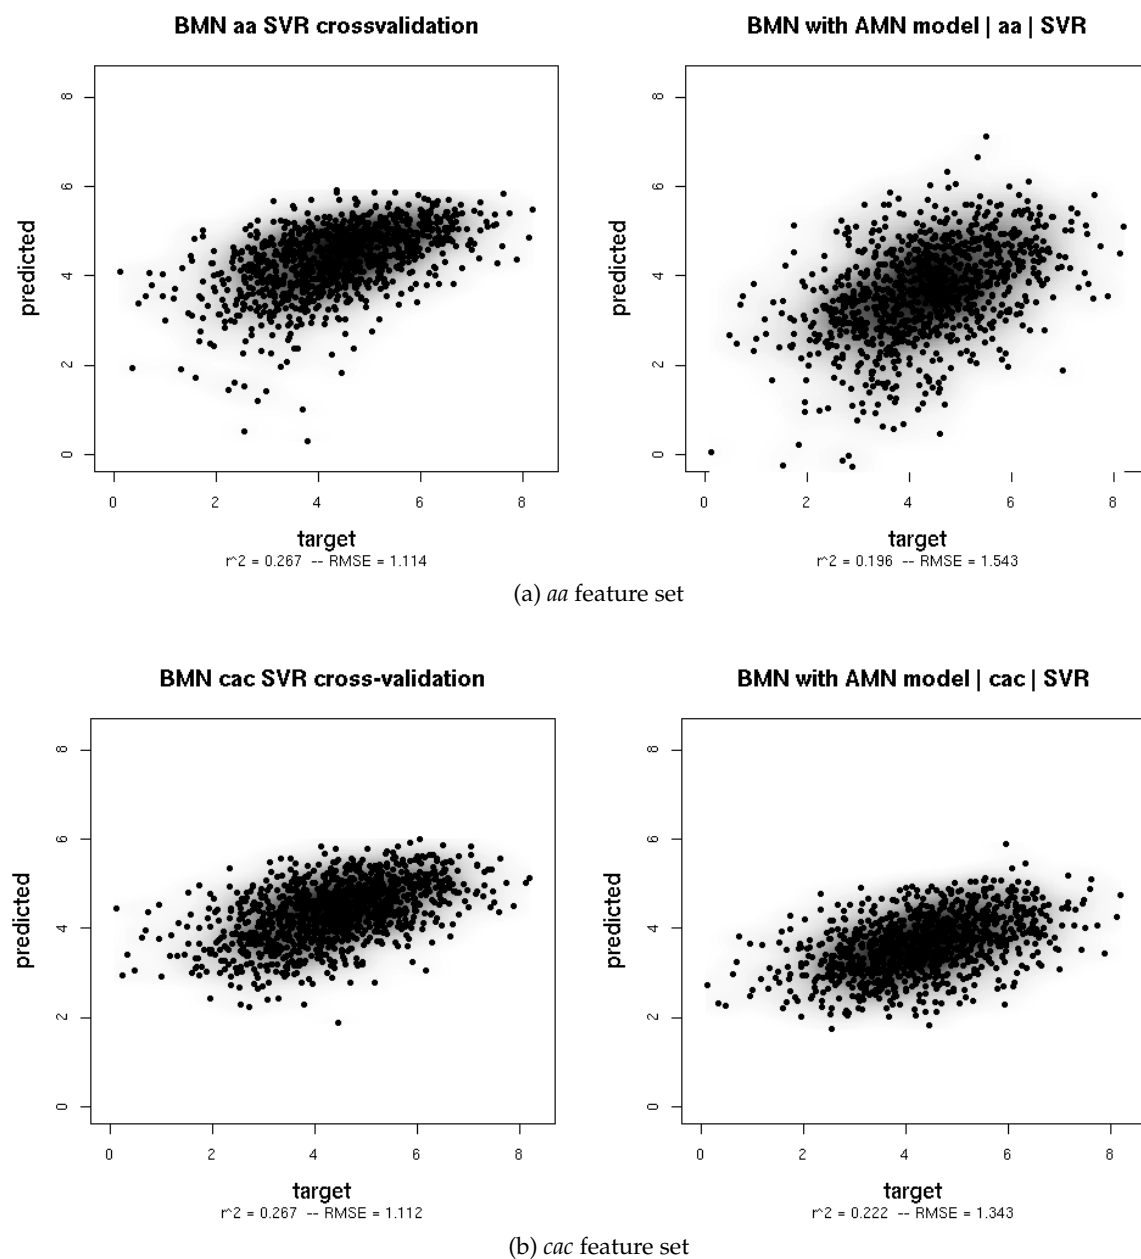 BMN aa SVR crossvalidation
BMN with AMN model | aa | SVR
8
6
4
2
0
predicted
0 2 4 6 8
target
r^2 = 0.267 -- RMSE = 1.114
8
6
4
2
0
predicted
0 2 4 6 8
target
r^2 = 0.196 -- RMSE = 1.543
(a) aa feature set
BMN cac SVR cross-validation
BMN with AMN model | cac | SVR
8
6
4
2
0
predicted
0 2 4 6 8
target
r^2 = 0.267 -- RMSE = 1.112
8
6
4
2
0
predicted
0 2 4 6 8
target
r^2 = 0.222 -- RMSE = 1.343
(b) cac feature set